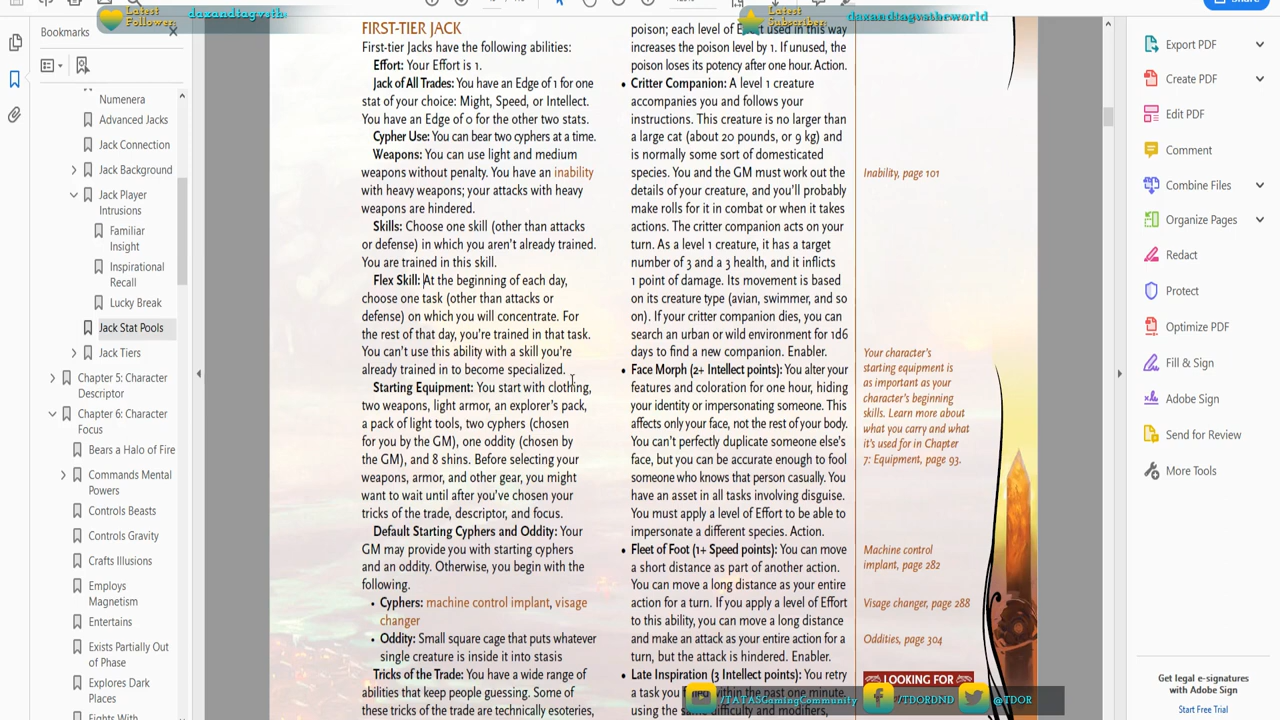 Latest
Follower:
dazandtagvsth
Latest
Subscriber:
dazandtagvstheworld
Share
Bookmarks
Numenera
Advanced Jacks
Jack Connection
Jack Background
Jack Player
Intrusions
Familiar
Insight
Inspirational
Recall
Lucky Break
Jack Stat Pools
Jack Tiers
Chapter 5: Character
Descriptor
Chapter 6: Character
Focus
Bears a Halo of Fire
Commands Mental
Powers
Controls Beasts
Controls Gravity
Crafts Illusions
Employs
Magnetism
Entertains
Exists Partially Out
of Phase
Explores Dark
Places
Fights With
FIRST-TIER JACK
First-tier Jacks have the following abilities:
Effort: Your Effort is 1.
Jack of All Trades: You have an Edge of 1 for one
stat of your choice: Might, Speed, or Intellect.
You have an Edge of 0 for the other two stats.
Cypher Use: You can bear two cyphers at a time.
Weapons: You can use light and medium
weapons without penalty. You have an inability
with heavy weapons; your attacks with heavy
weapons are hindered.
Skills: Choose one skill (other than attacks
or defense) in which you aren't already trained.
You are trained in this skill.
Flex Skill: At the beginning of each day,
choose one task (other than attacks or
defense) on which you will concentrate. For
the rest of that day, you're trained in that task.
You can't use this ability with a skill you're
already trained in to become specialized.
Starting Equipment: You start with clothing,
two weapons, light armor, an explorer's pack,
a pack of light tools, two cyphers (chosen
for you by the GM), one oddity (chosen by
the GM), and 8 shins. Before selecting your
weapons, armor, and other gear, you might
want to wait until after you've chosen your
tricks of the trade, descriptor, and focus.
Default Starting Cyphers and Oddity: Your
GM may provide you with starting cyphers
and an oddity. Otherwise, you begin with the
following.
• Cyphers: machine control implant, visage
changer
• Oddity: Small square cage that puts whatever
single creature is inside it into stasis
Tricks of the Trade: You have a wide range of
abilities that keep people guessing. Some of
these tricks of the trade are technically esoteries,
poison; each level of Effort used in this way
increases the poison level by 1. If unused, the
poison loses its potency after one hour. Action.
• Critter Companion: A level 1 creature
accompanies you and follows your
instructions. This creature is no larger than
a large cat (about 20 pounds, or 9 kg) and
is normally some sort of domesticated
species. You and the GM must work out the
details of your creature, and you'll probably
make rolls for it in combat or when it takes
actions. The critter companion acts on your
turn. As a level 1 creature, it has a target
number of 3 and a 3 health, and it inflicts
1 point of damage. Its movement is based
on its creature type (avian, swimmer, and so
on). If your critter companion dies, you can
search an urban or wild environment for 1d6
days to find a new companion. Enabler.
• Face Morph (2+ Intellect points): You alter your
features and coloration for one hour, hiding
your identity or impersonating someone. This
affects only your face, not the rest of your body.
You can't perfectly duplicate someone else's
face, but you can be accurate enough to fool
someone who knows that person casually. You
have an asset in all tasks involving disguise.
You must apply a level of Effort to be able to
impersonate a different species. Action.
• Fleet of Foot (1+ Speed points): You can move
a short distance as part of another action.
You can move a long distance as your entire
action for a turn. If you apply a level of Effort
to this ability, you can move a long distance
and make an attack as your entire action for a
turn, but the attack is hindered. Enabler.
• Late Inspiration (3 Intellect points): You retry
a task you within the past one minute,
using the same difficulty and modifiers,
Inability, page 101
Your character's
starting equipment is
as important as your
character's beginning
skills. Learn more about
what you carry and what
it's used for in Chapter
7: Equipment, page 93.
Machine control
implant, page 282
Visage changer, page 288
Oddities, page 304
LOOKING FOR
/TATASGamingCommunity
/TDORDND
@TDOR
Export PDF
Create PDF
Edit PDF
Comment
Combine Files
Organize Pages
Redact
Protect
Optimize PDF
Fill & Sign
Adobe Sign
Send for Review
More Tools
Get legal e-signatures
with Adobe Sign
Start Free Trial